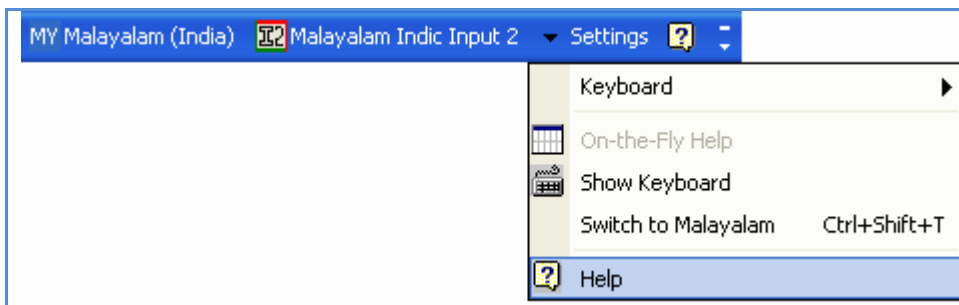 MY Malayalam (India) Malayalam Indic Input 2 Settings
Keyboard
On-the-Fly Help
Show Keyboard
Switch to Malayalam Ctrl+Shift+T
Help